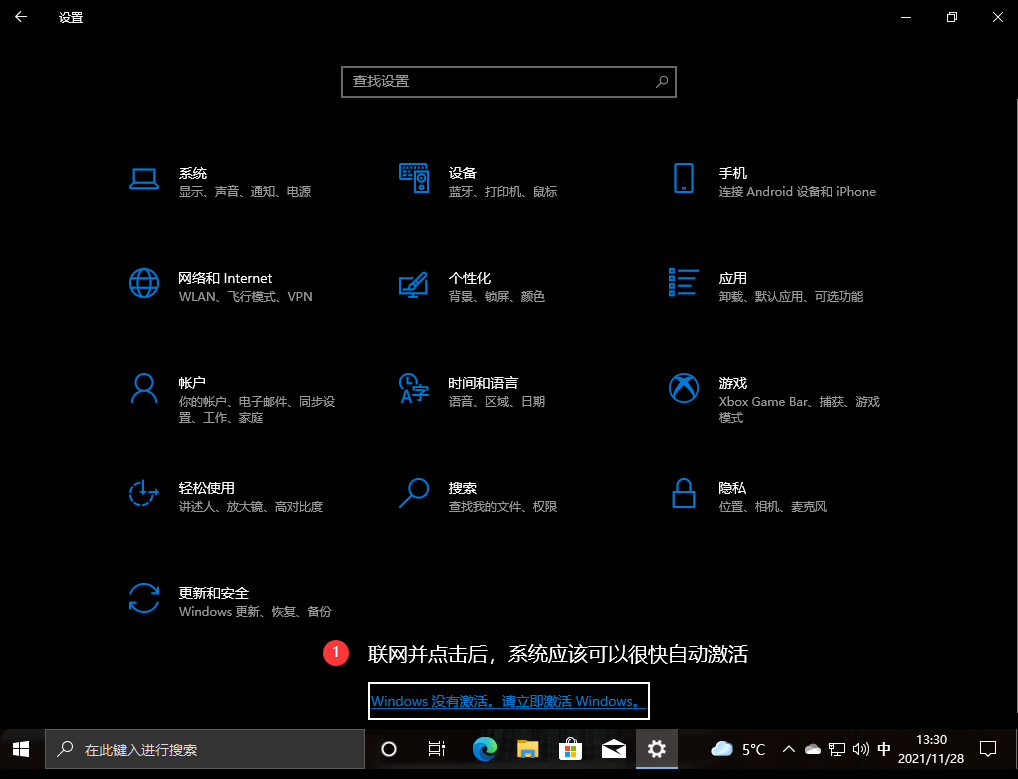 设置
查找设置
系统
显示、声音、通知、电源
设备
蓝牙、打印机、鼠标
手机
连接 Android 设备和 iPhone
网络和 Internet
WLAN、飞行模式、VPN
个性化
背景、锁屏、颜色
应用
卸载、默认应用、可选功能
帐户
你的帐户、电子邮件、同步设
置、工作、家庭
时间和语言
语音、区域、日期
游戏
Xbox Game Bar、捕获、游戏
模式
轻松使用
讲述人、放大镜、高对比度
搜索
查找我的文件、权限
隐私
位置、相机、麦克风
更新和安全
Windows 更新、恢复、备份
1 联网并点击后，系统应该可以很快自动激活
Windows 没有激活。请立即激活 Windows。
在此键入进行搜索
5°C
中
13:30
2021/11/28